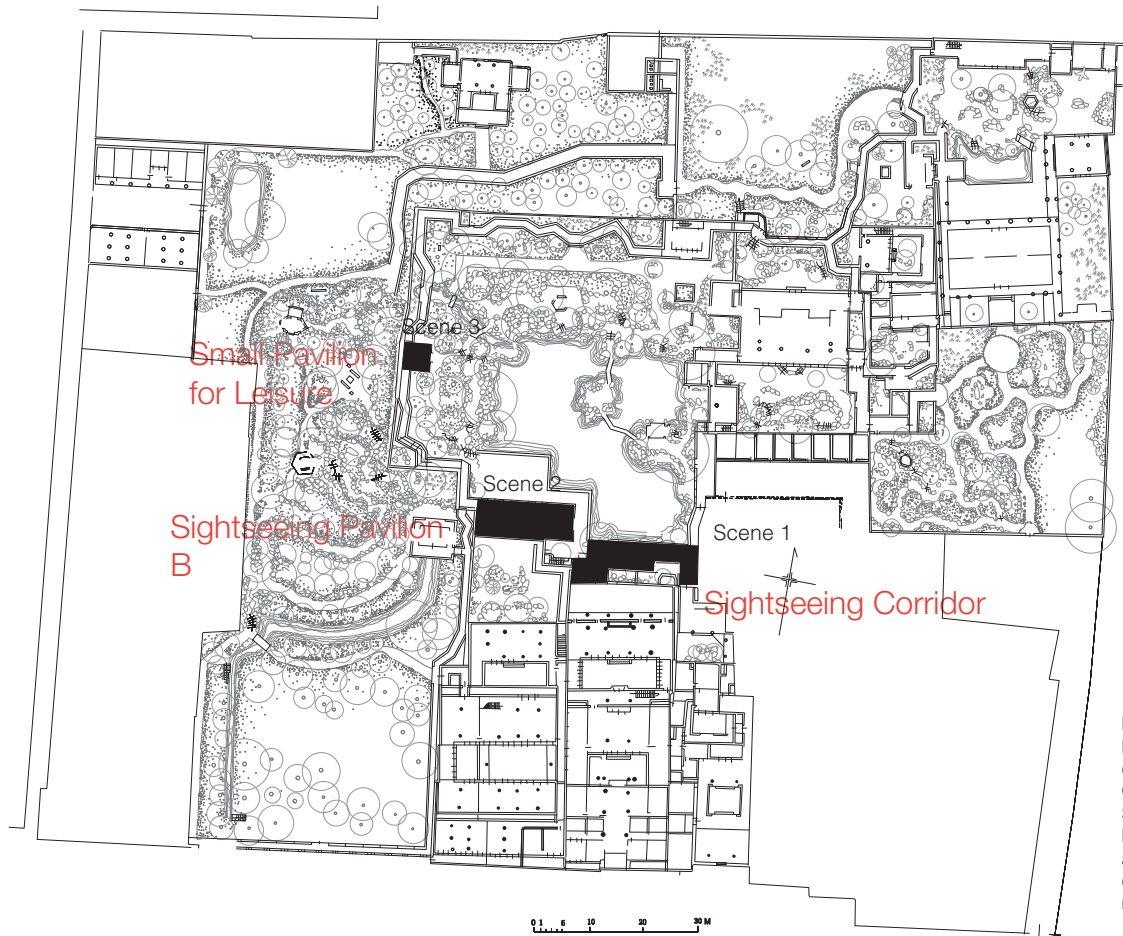 Scene 3
Small Pavilion
for Leisure
Scene
Sightseeing Pavilion
B
Scene 1
Sightseeing Corridor
0 1 5 10 20 30 M